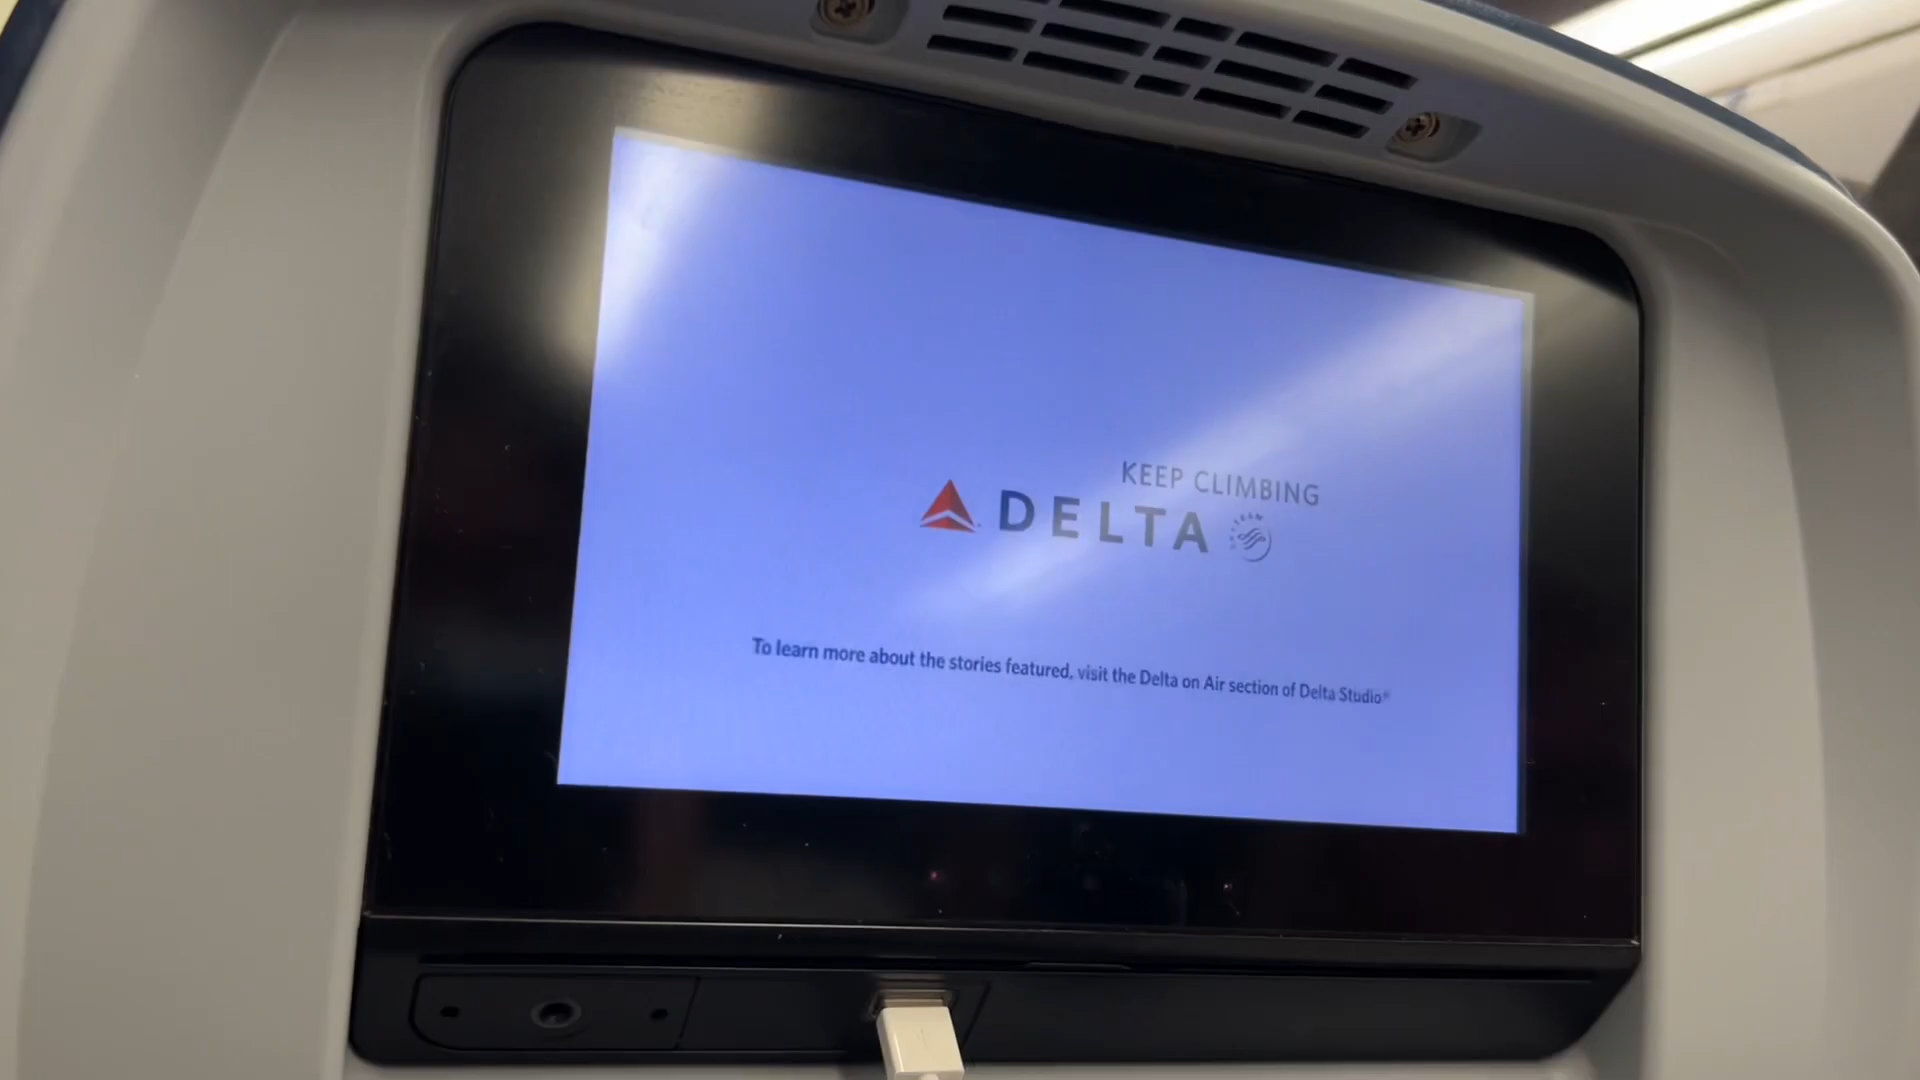 KEEP CLIMBING
DELTA
To learn more about the stories featured, visit the Delta on Air section of Delta Studio®